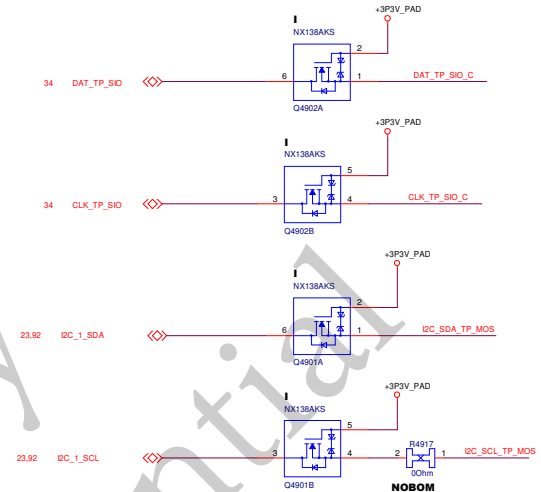 I
NX138AKS
+3P3V_PAD
2
34 DAT_TP_SIO
6
1
DAT_TP_SIO_C
Q4902A
I
NX138AKS
+3P3V_PAD
5
34 CLK_TP_SIO
3
4
CLK_TP_SIO_C
Q4902B
I
NX138AKS
+3P3V_PAD
2
23,92 I2C_1_SDA
6
1
I2C_SDA_TP_MOS
Q4901A
I
NX138AKS
+3P3V_PAD
5
23,92 I2C_1_SCL
3
4
2
R4917
1
I2C_SCL_TP_MOS
0Ohm
Q4901B
NOBOM